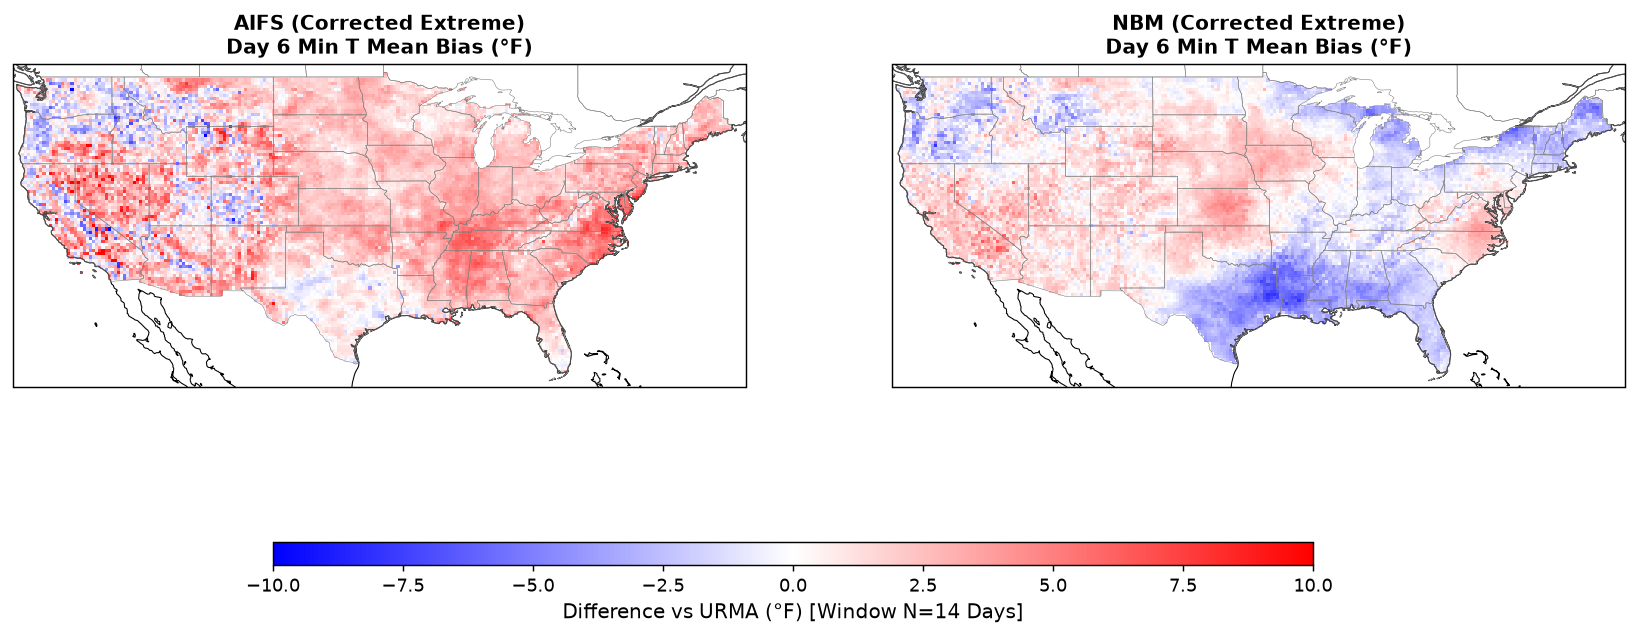 AIFS (Corrected Extreme)
Day 6 Min T Mean Bias (°F)
NBM (Corrected Extreme)
Day 6 Min T Mean Bias (°F)
−10.0 −7.5 −5.0 −2.5 0.0 2.5 5.0 7.5 10.0
Difference vs URMA (°F) [Window N=14 Days]